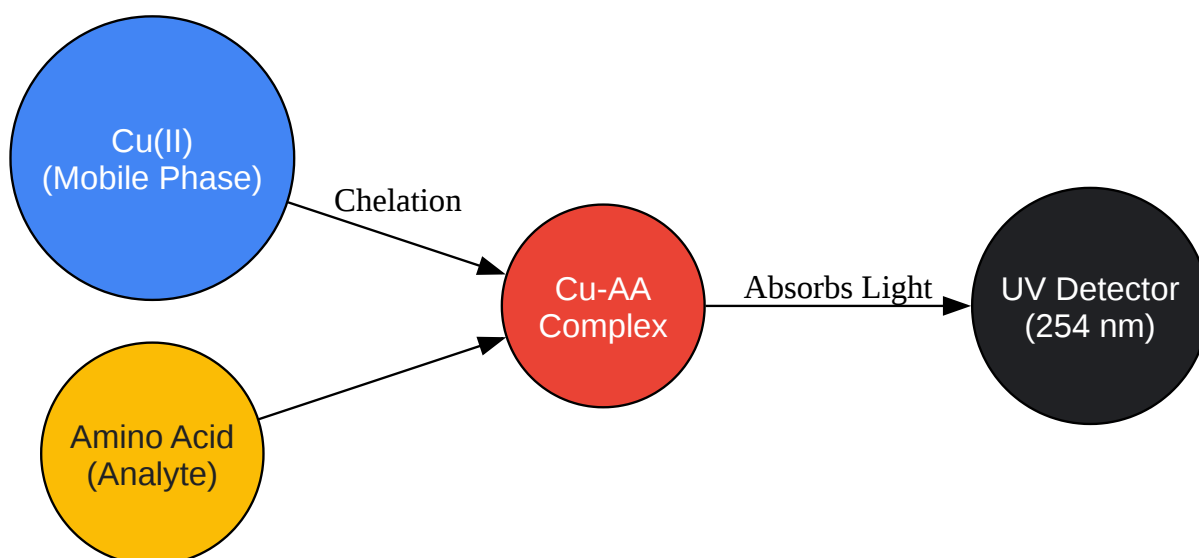 Cu(II)
(Mobile Phase)
Chelation
Cu-AA
Complex
Absorbs Light
UV Detector
(254 nm)
Amino Acid
(Analyte)